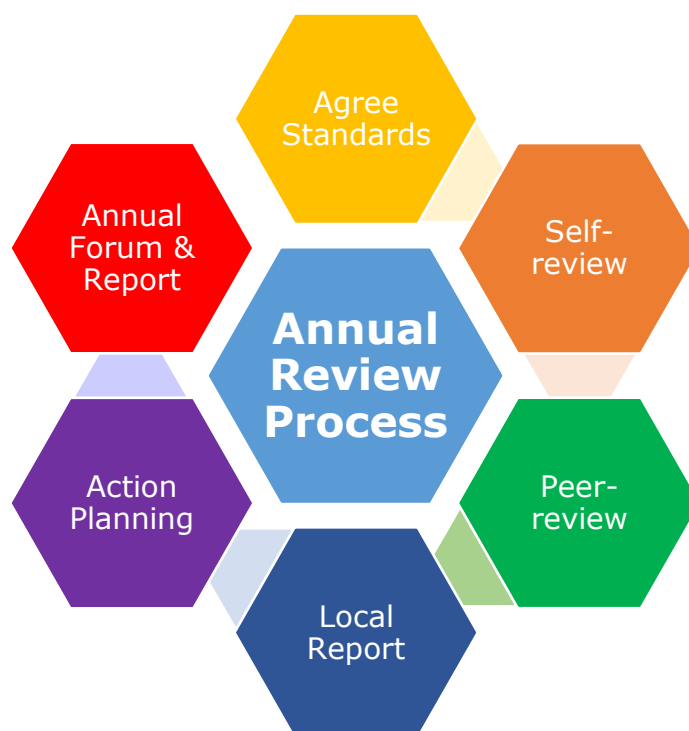 Agree
Standards
Self-
review
Peer-
review
Local
Report
Action
Planning
Annual
Forum &
Report
Annual
Review
Process